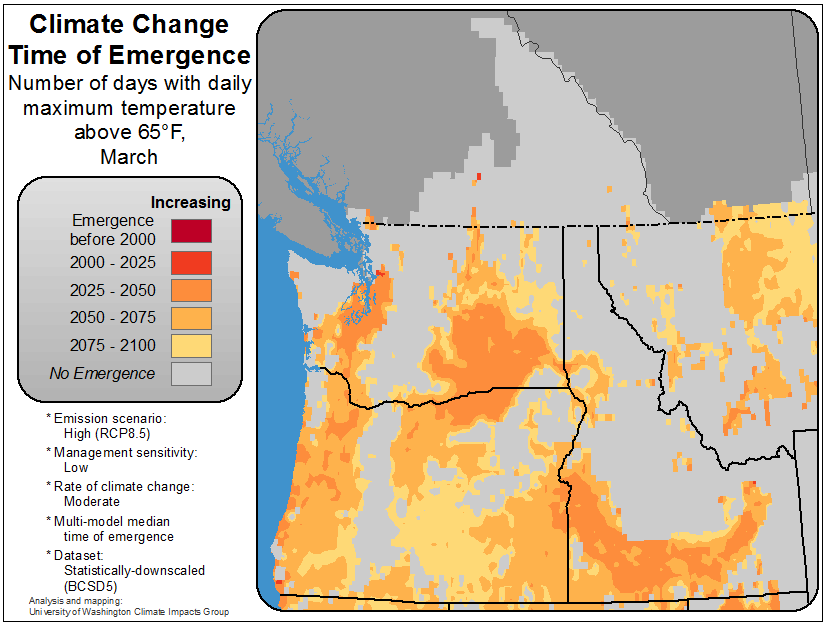 Climate Change
Time of Emergence
Number of days with daily
maximum temperature
above 65°F,
March
Increasing
Emergence
before 2000
2000 - 2025
2025 - 2050
2050 - 2075
2075 - 2100
No Emergence
* Emission scenario:
High (RCP8.5)
* Management sensitivity:
Low
* Rate of climate change:
Moderate
* Multi-model median
time of emergence
* Dataset:
Statistically-downscaled
(BCSD5)
Analysis and mapping:
University of Washington Climate Impacts Group